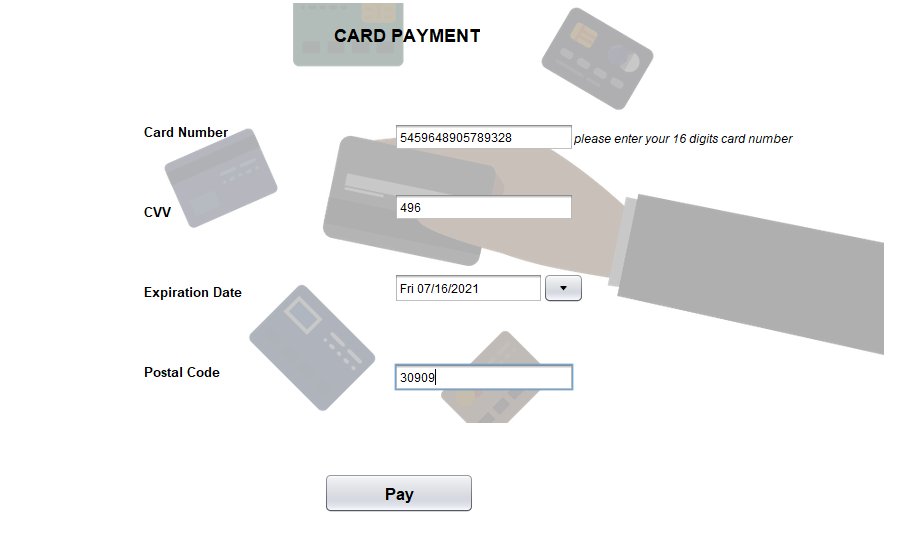 CARD PAYMENT
Card Number 5459648905789328 please enter your 16 digits card number
CVV 496
Expiration Date Fri 07/16/2021
Postal Code 30909
Pay